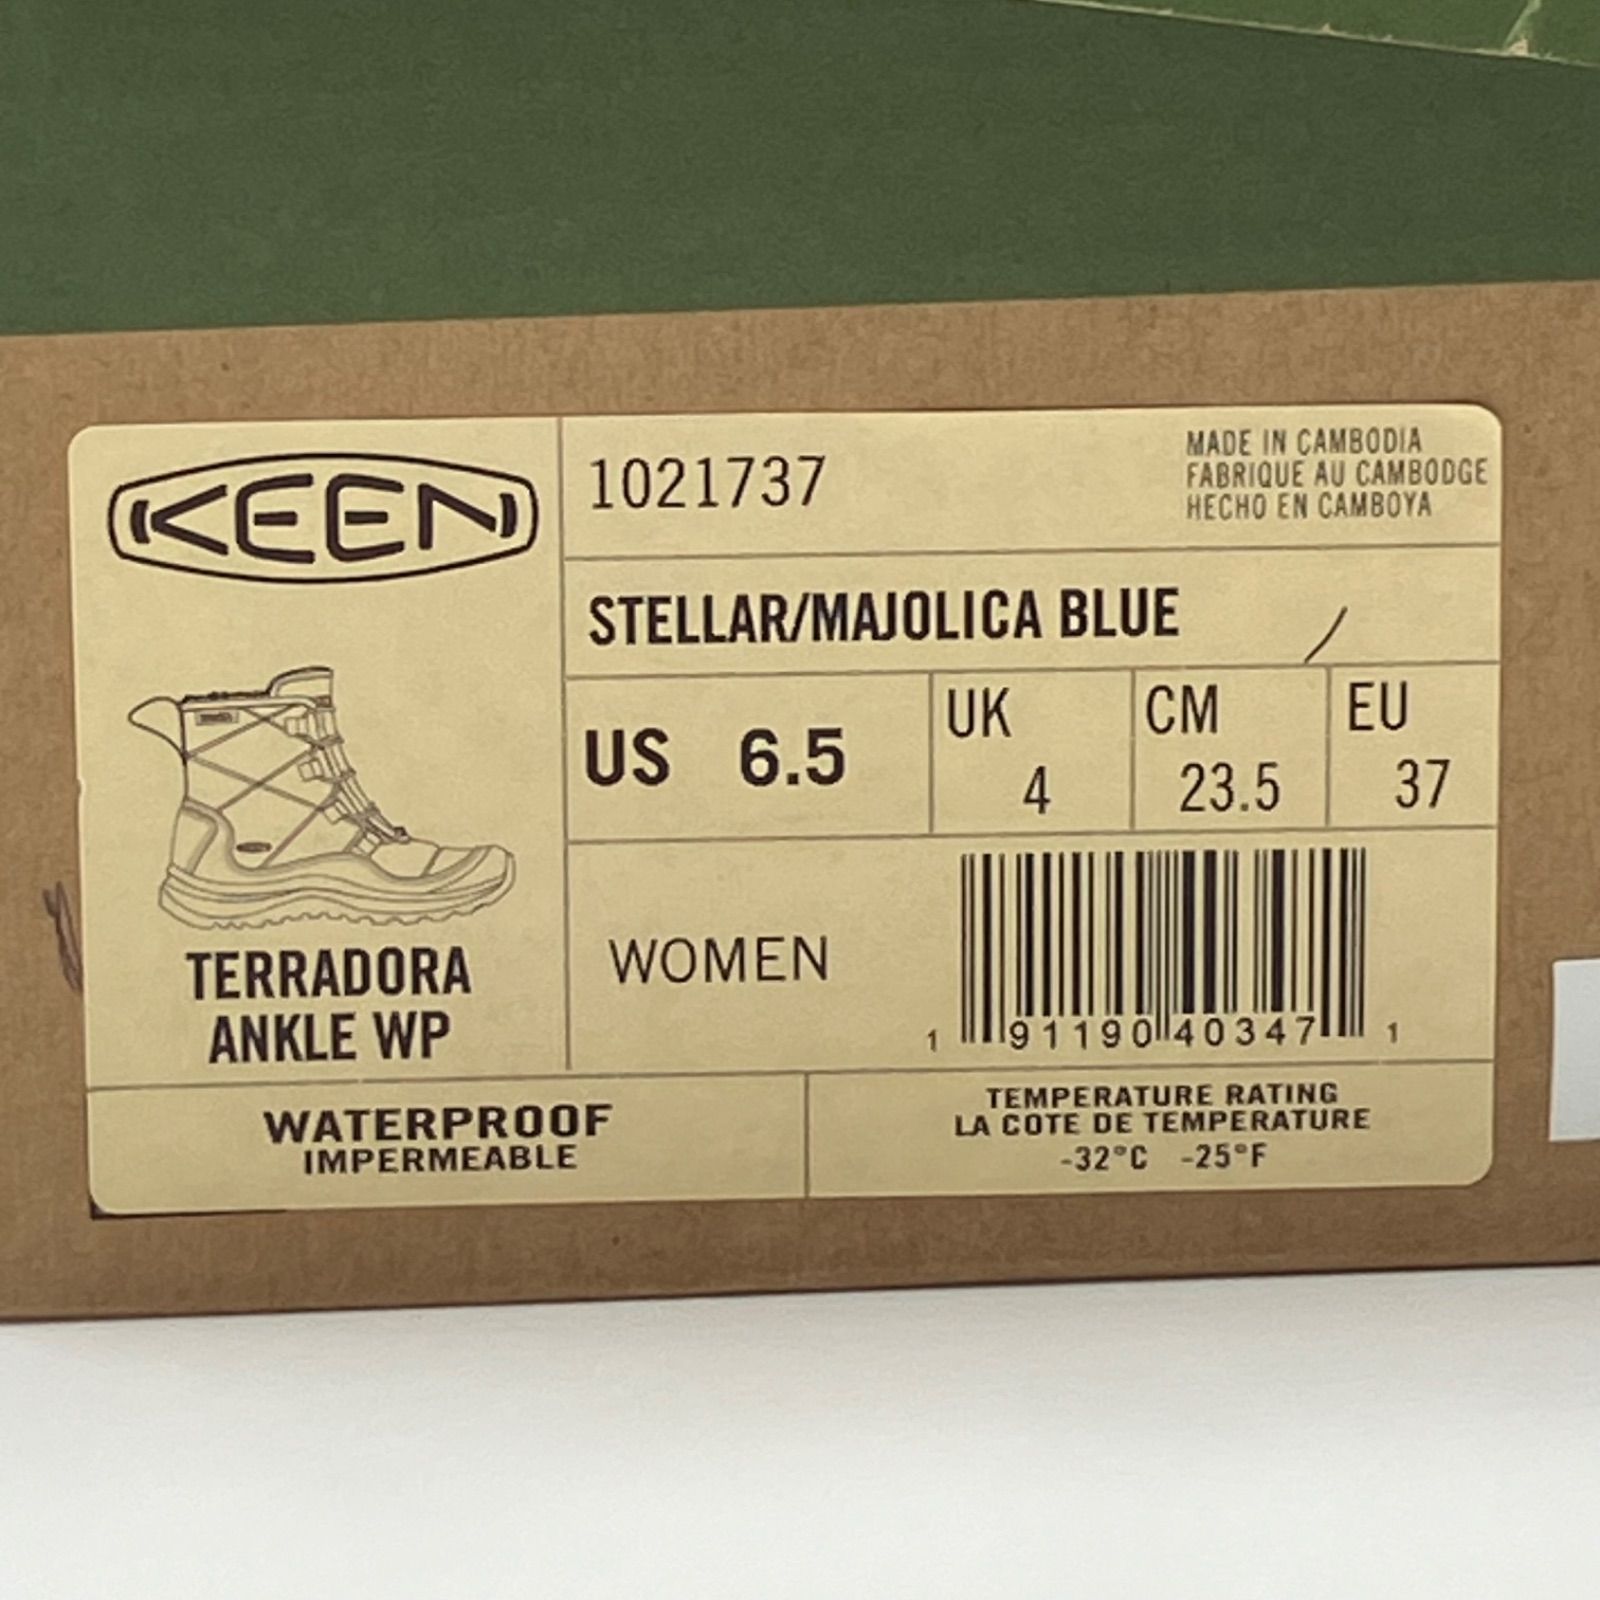 KEEN
1021737
MADE IN CAMBODIA
FABRIQUE AU CAMBODGE
HECHO EN CAMBOYA
STELLAR/MAJOLICA BLUE
US 6.5
UK
4
CM
23.5
EU
37
TERRADORA
ANKLE WP
WOMEN
1 91190 40347 1
WATERPROOF
IMPERMEABLE
TEMPERATURE RATING
LA COTE DE TEMPERATURE
-32°C -25°F